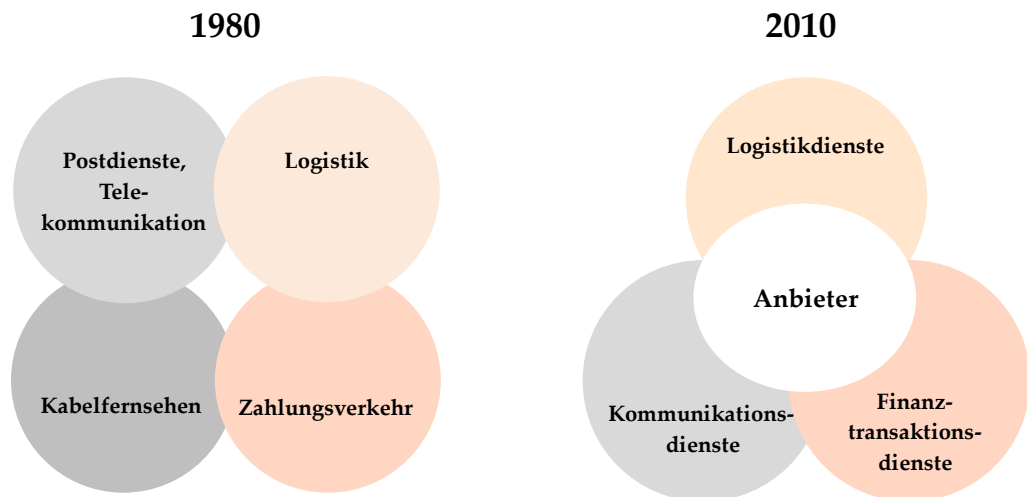 1980
Postdienste,
Tele-
kommunikation
Logistik
Kabelfernsehen
Zahlungsverkehr
2010
Logistikdienste
Anbieter
Kommunikations-
dienste
Finanz-
transaktions-
dienste